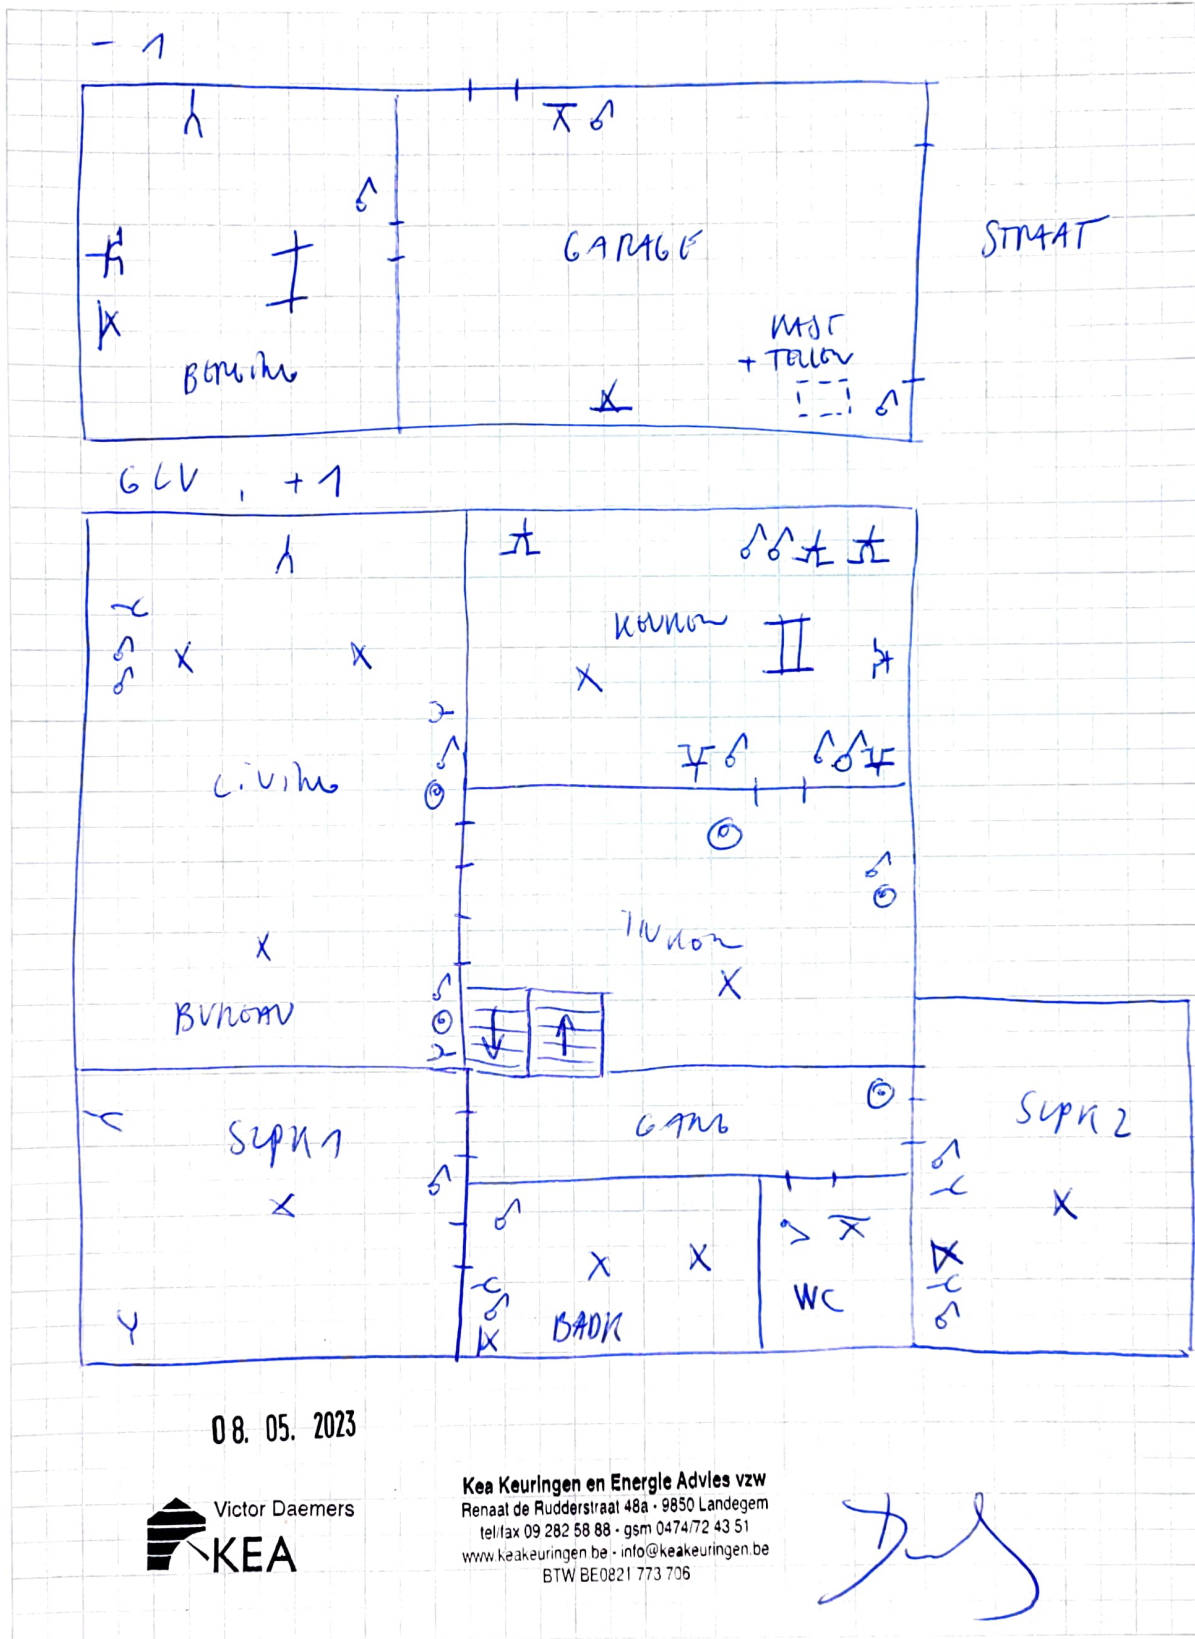 - 1
GARAGE
STRAAT
KAST
+ TELLER
BERGING
GLV, +1
KEUKEN
LIVING
INKOM
BUREAU
SLPK 1
GANG
SLPK 2
WC
BADK
08. 05. 2023
Victor Daemers
KEA
Kea Keuringen en Energie Advies vzw
Renaat de Rudderstraat 48a - 9850 Landegem
tel/fax 09 282 58 88 - gsm 0474/72 43 51
www.keakeuringen.be - info@keakeuringen.be
BTW BE0821 773 706